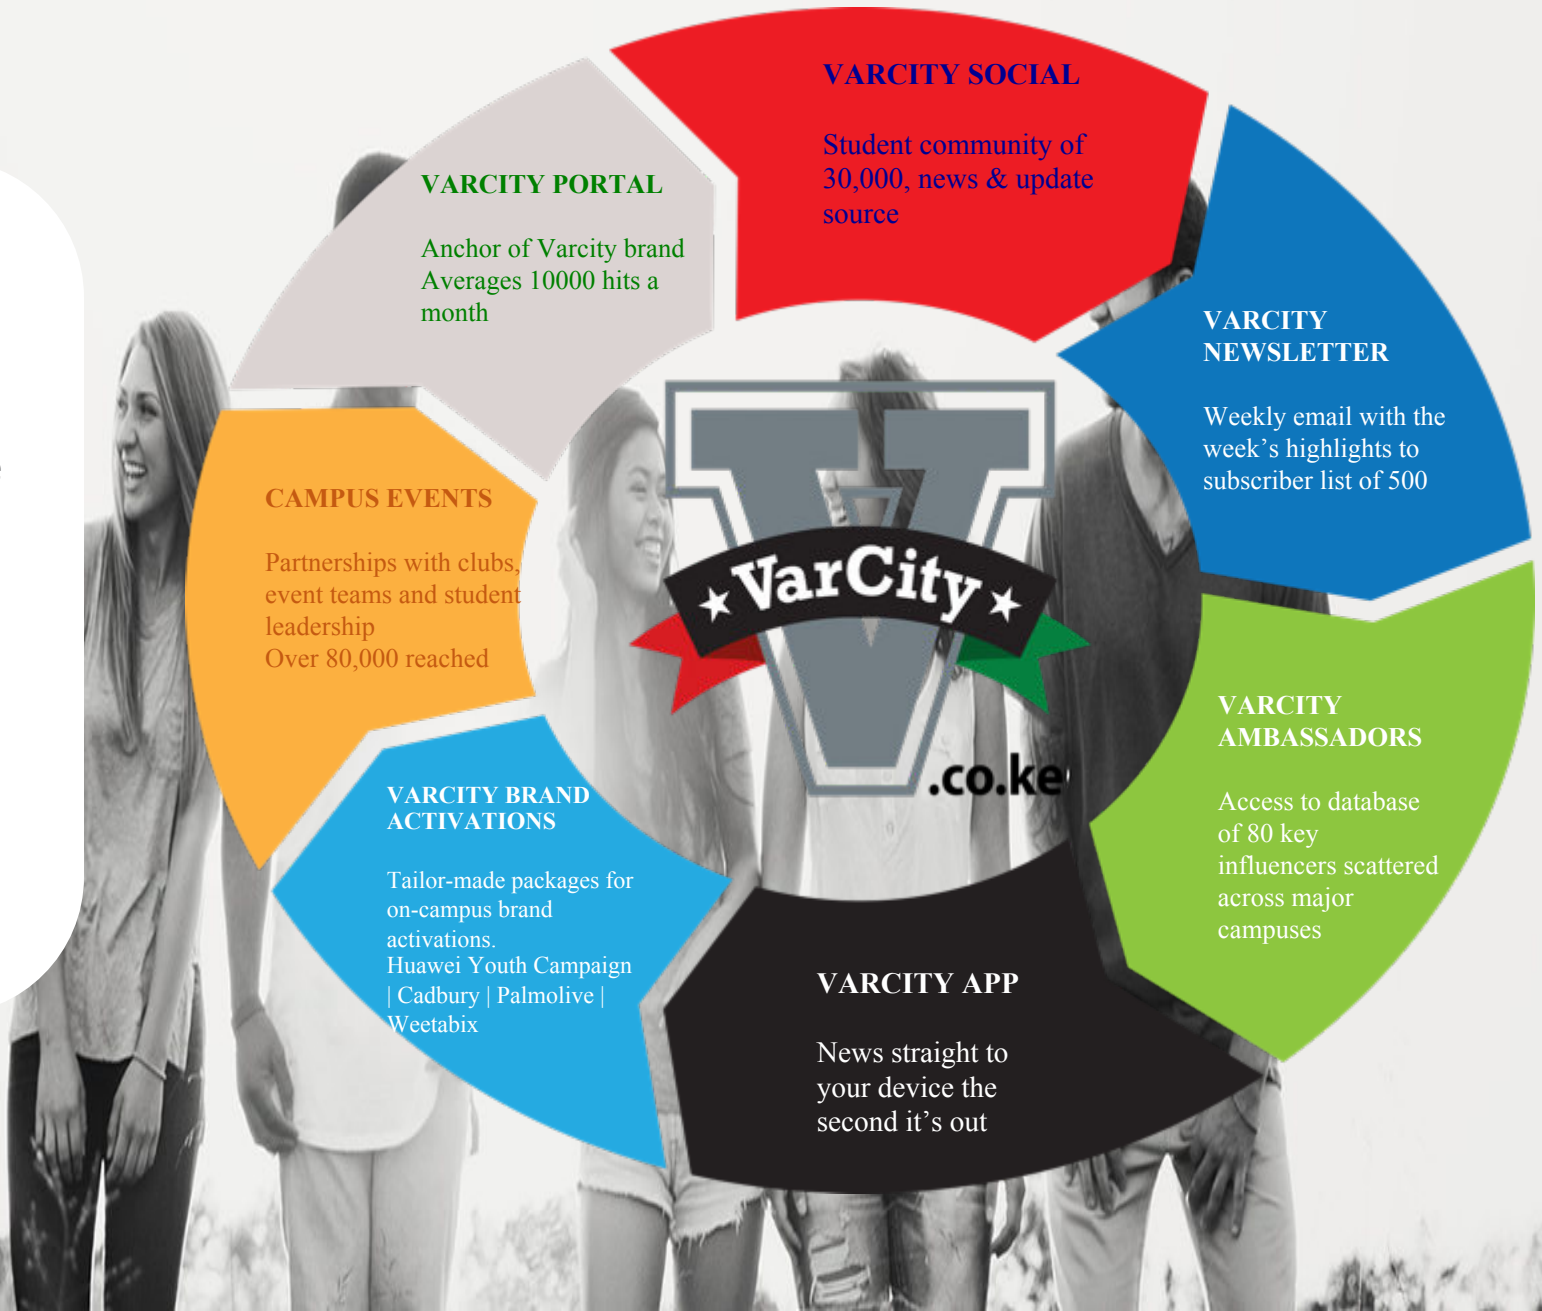 VARCITY SOCIAL
Student community of
30,000, news & update
source
VARCITY PORTAL
Anchor of Varcity brand
Averages 10000 hits a
month
VARCITY
NEWSLETTER
Weekly email with the
week’s highlights to
subscriber list of 500
CAMPUS EVENTS
Partnerships with clubs,
event teams and student
leadership
Over 80,000 reached
VarCity
.co.ke
VARCITY
AMBASSADORS
Access to database
of 80 key
influencers scattered
across major
campuses
VARCITY BRAND
ACTIVATIONS
Tailor-made packages for
on-campus brand
activations.
Huawei Youth Campaign
| Cadbury | Palmolive |
Weetabix
VARCITY APP
News straight to
your device the
second it’s out